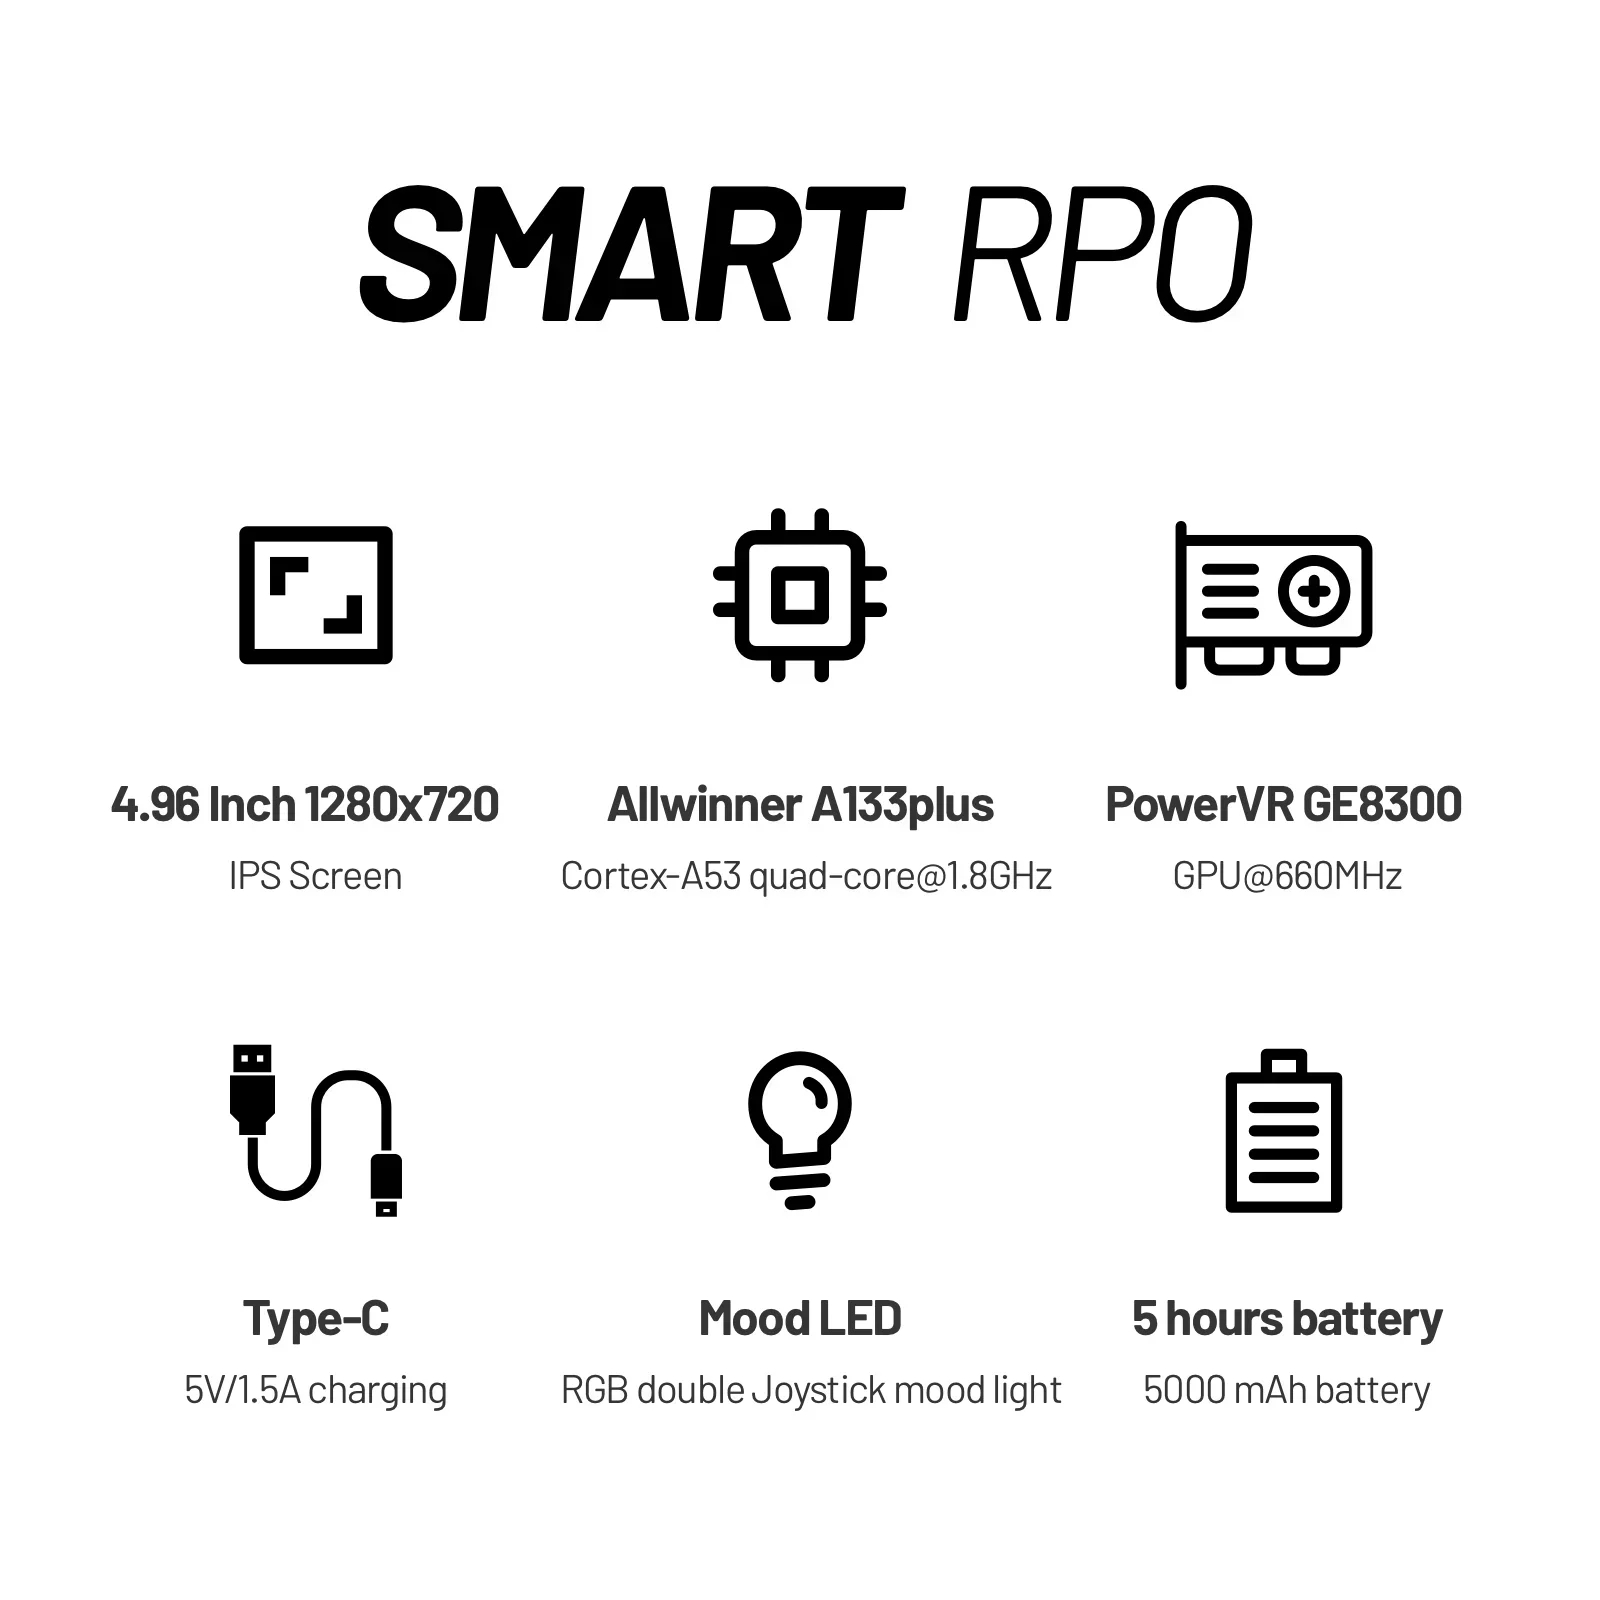 SMART RPO
4.96 Inch 1280x720
IPS Screen
Allwinner A133plus
Cortex-A53 quad-core@1.8GHz
PowerVR GE8300
GPU@660MHz
Type-C
5V/1.5A charging
Mood LED
RGB double Joystick mood light
5 hours battery
5000 mAh battery